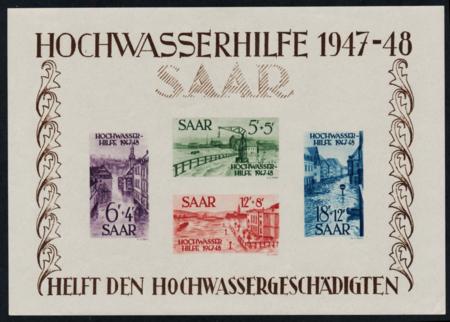 HOCHWASSERHILFE 1947-48
SAAR
HOCHWASSER-
HILFE 1947-48
6+4
SAAR
SAAR 5+5
HOCHWASSER-
HILFE 1947-48
12+8
HOCHWASSER
HILFE 1947-48
SAAR
HOCHWASSER-
HILFE 1947-48
18+12
SAAR
HELFT DEN HOCHWASSERGESCHÄDIGTEN